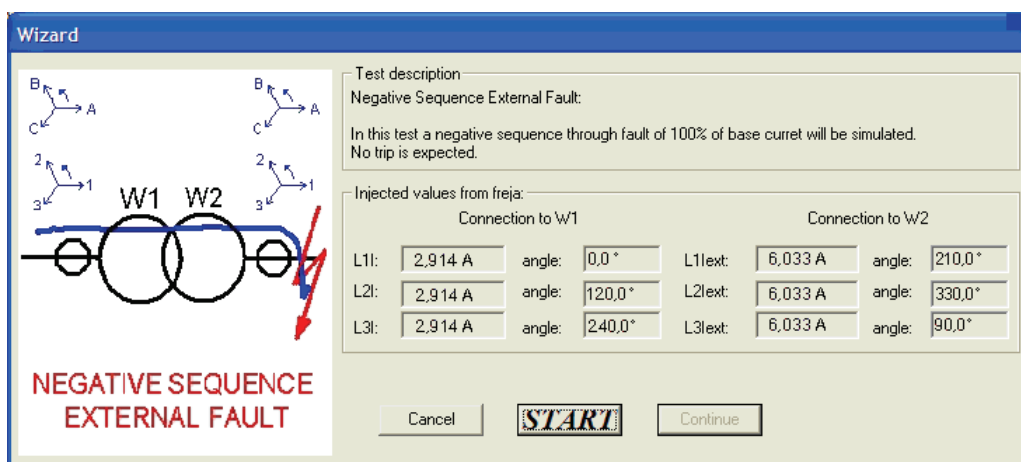 Wizard
B
A
C
B
A
C
2
1
3
2
1
3
W1 W2
NEGATIVE SEQUENCE
EXTERNAL FAULT
Test description
Negative Sequence External Fault:
In this test a negative sequence through fault of 100% of base curret will be simulated.
No trip is expected.
Injected values from freja:
Connection to W1 Connection to W2
L1I: 2,914 A angle: 0,0 ° L1Iext: 6,033 A angle: 210,0°
L2I: 2,914 A angle: 120,0° L2Iext: 6,033 A angle: 330,0°
L3I: 2,914 A angle: 240,0° L3Iext: 6,033 A angle: 90,0°
Cancel START Continue